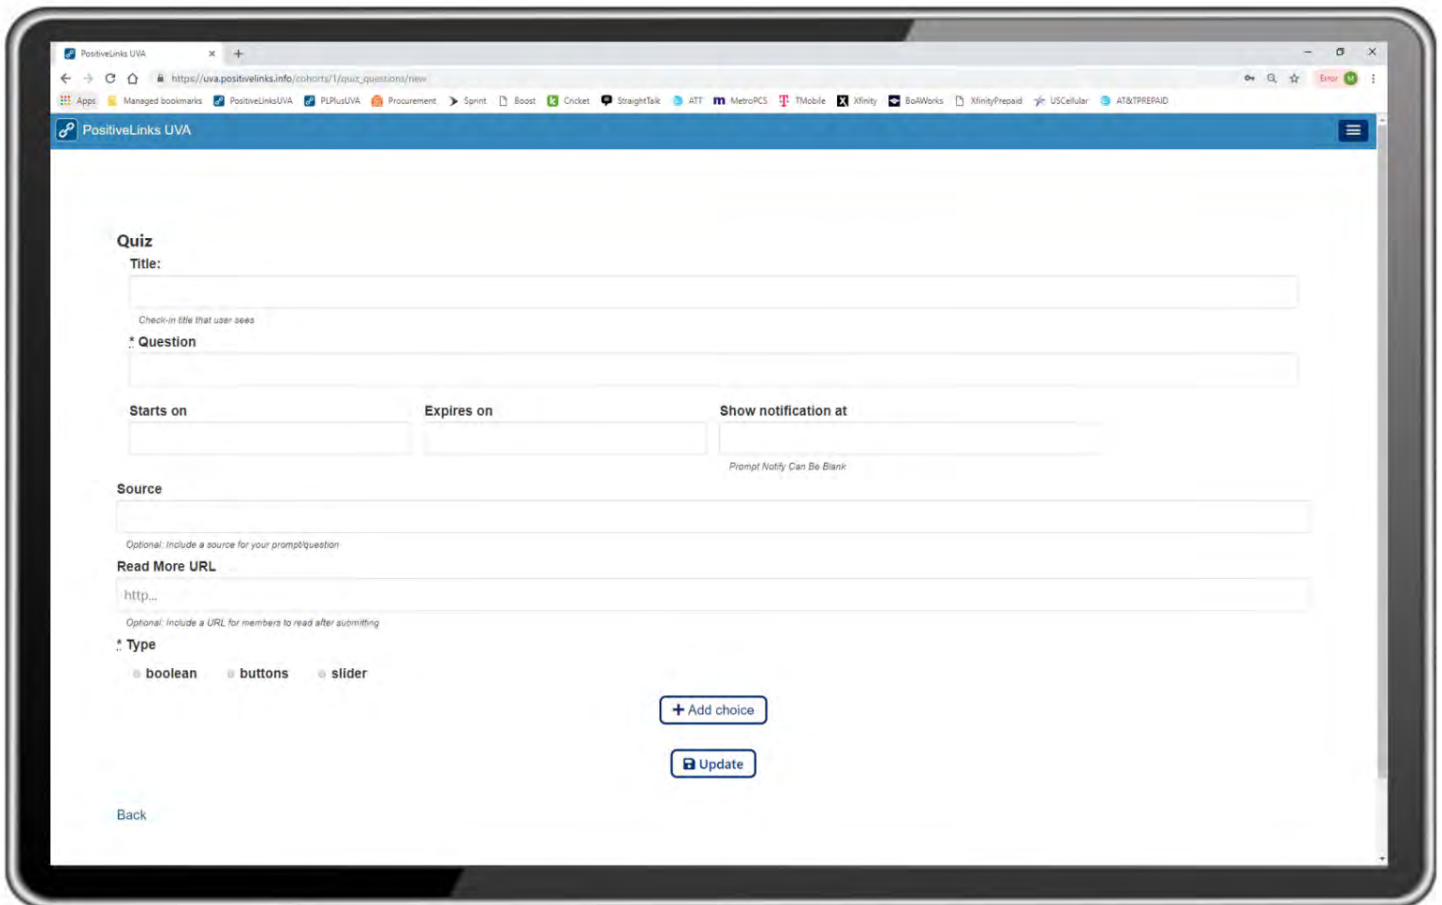 PositiveLinks UVA
https://uva.positivelinks.info/cohorts/1/quiz_questions/new
Error M
Apps Managed bookmarks PositiveLinksUVA PLPlusUVA Procurement Sprint Boost Cricket StraightTalk ATT MetroPCS TMobile Xfinity BoAWorks XfinityPrepaid USCellular AT&TPREPAID
PositiveLinks UVA
Quiz
Title:
Check-in title that user sees
* Question
Starts on Expires on Show notification at
Prompt Notify Can Be Blank
Source
Optional: Include a source for your prompt/question
Read More URL
http...
Optional: Include a URL for members to read after submitting
* Type
boolean buttons slider
+ Add choice
Update
Back